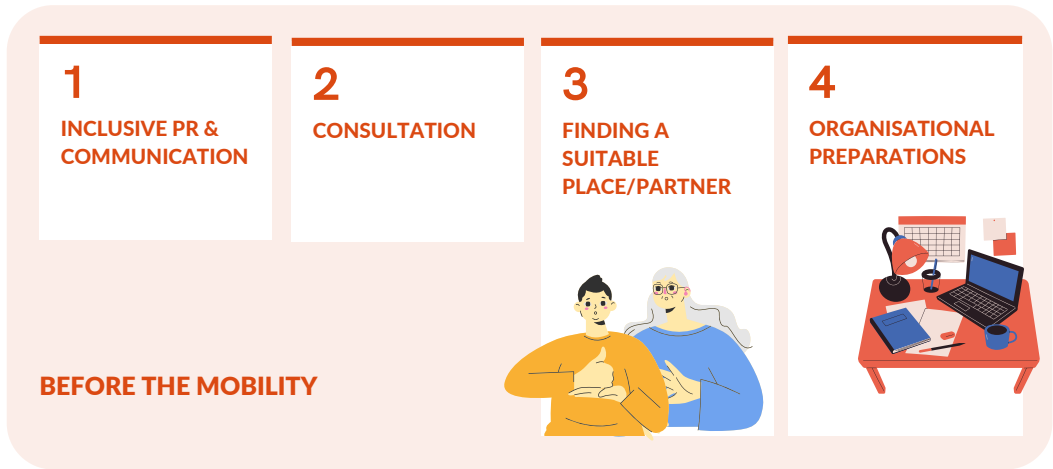 1
INCLUSIVE PR &
COMMUNICATION
2
CONSULTATION
3
FINDING A
SUITABLE
PLACE/PARTNER
4
ORGANISATIONAL
PREPARATIONS
BEFORE THE MOBILITY